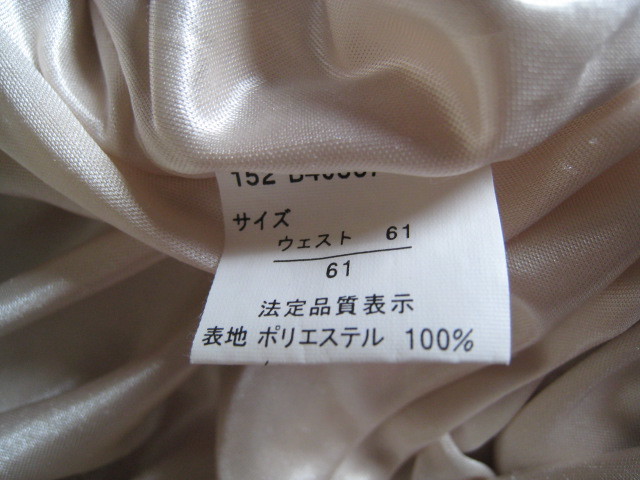 サイズ
ウェスト 61
61
法定品質表示
表地 ポリエステル 100%